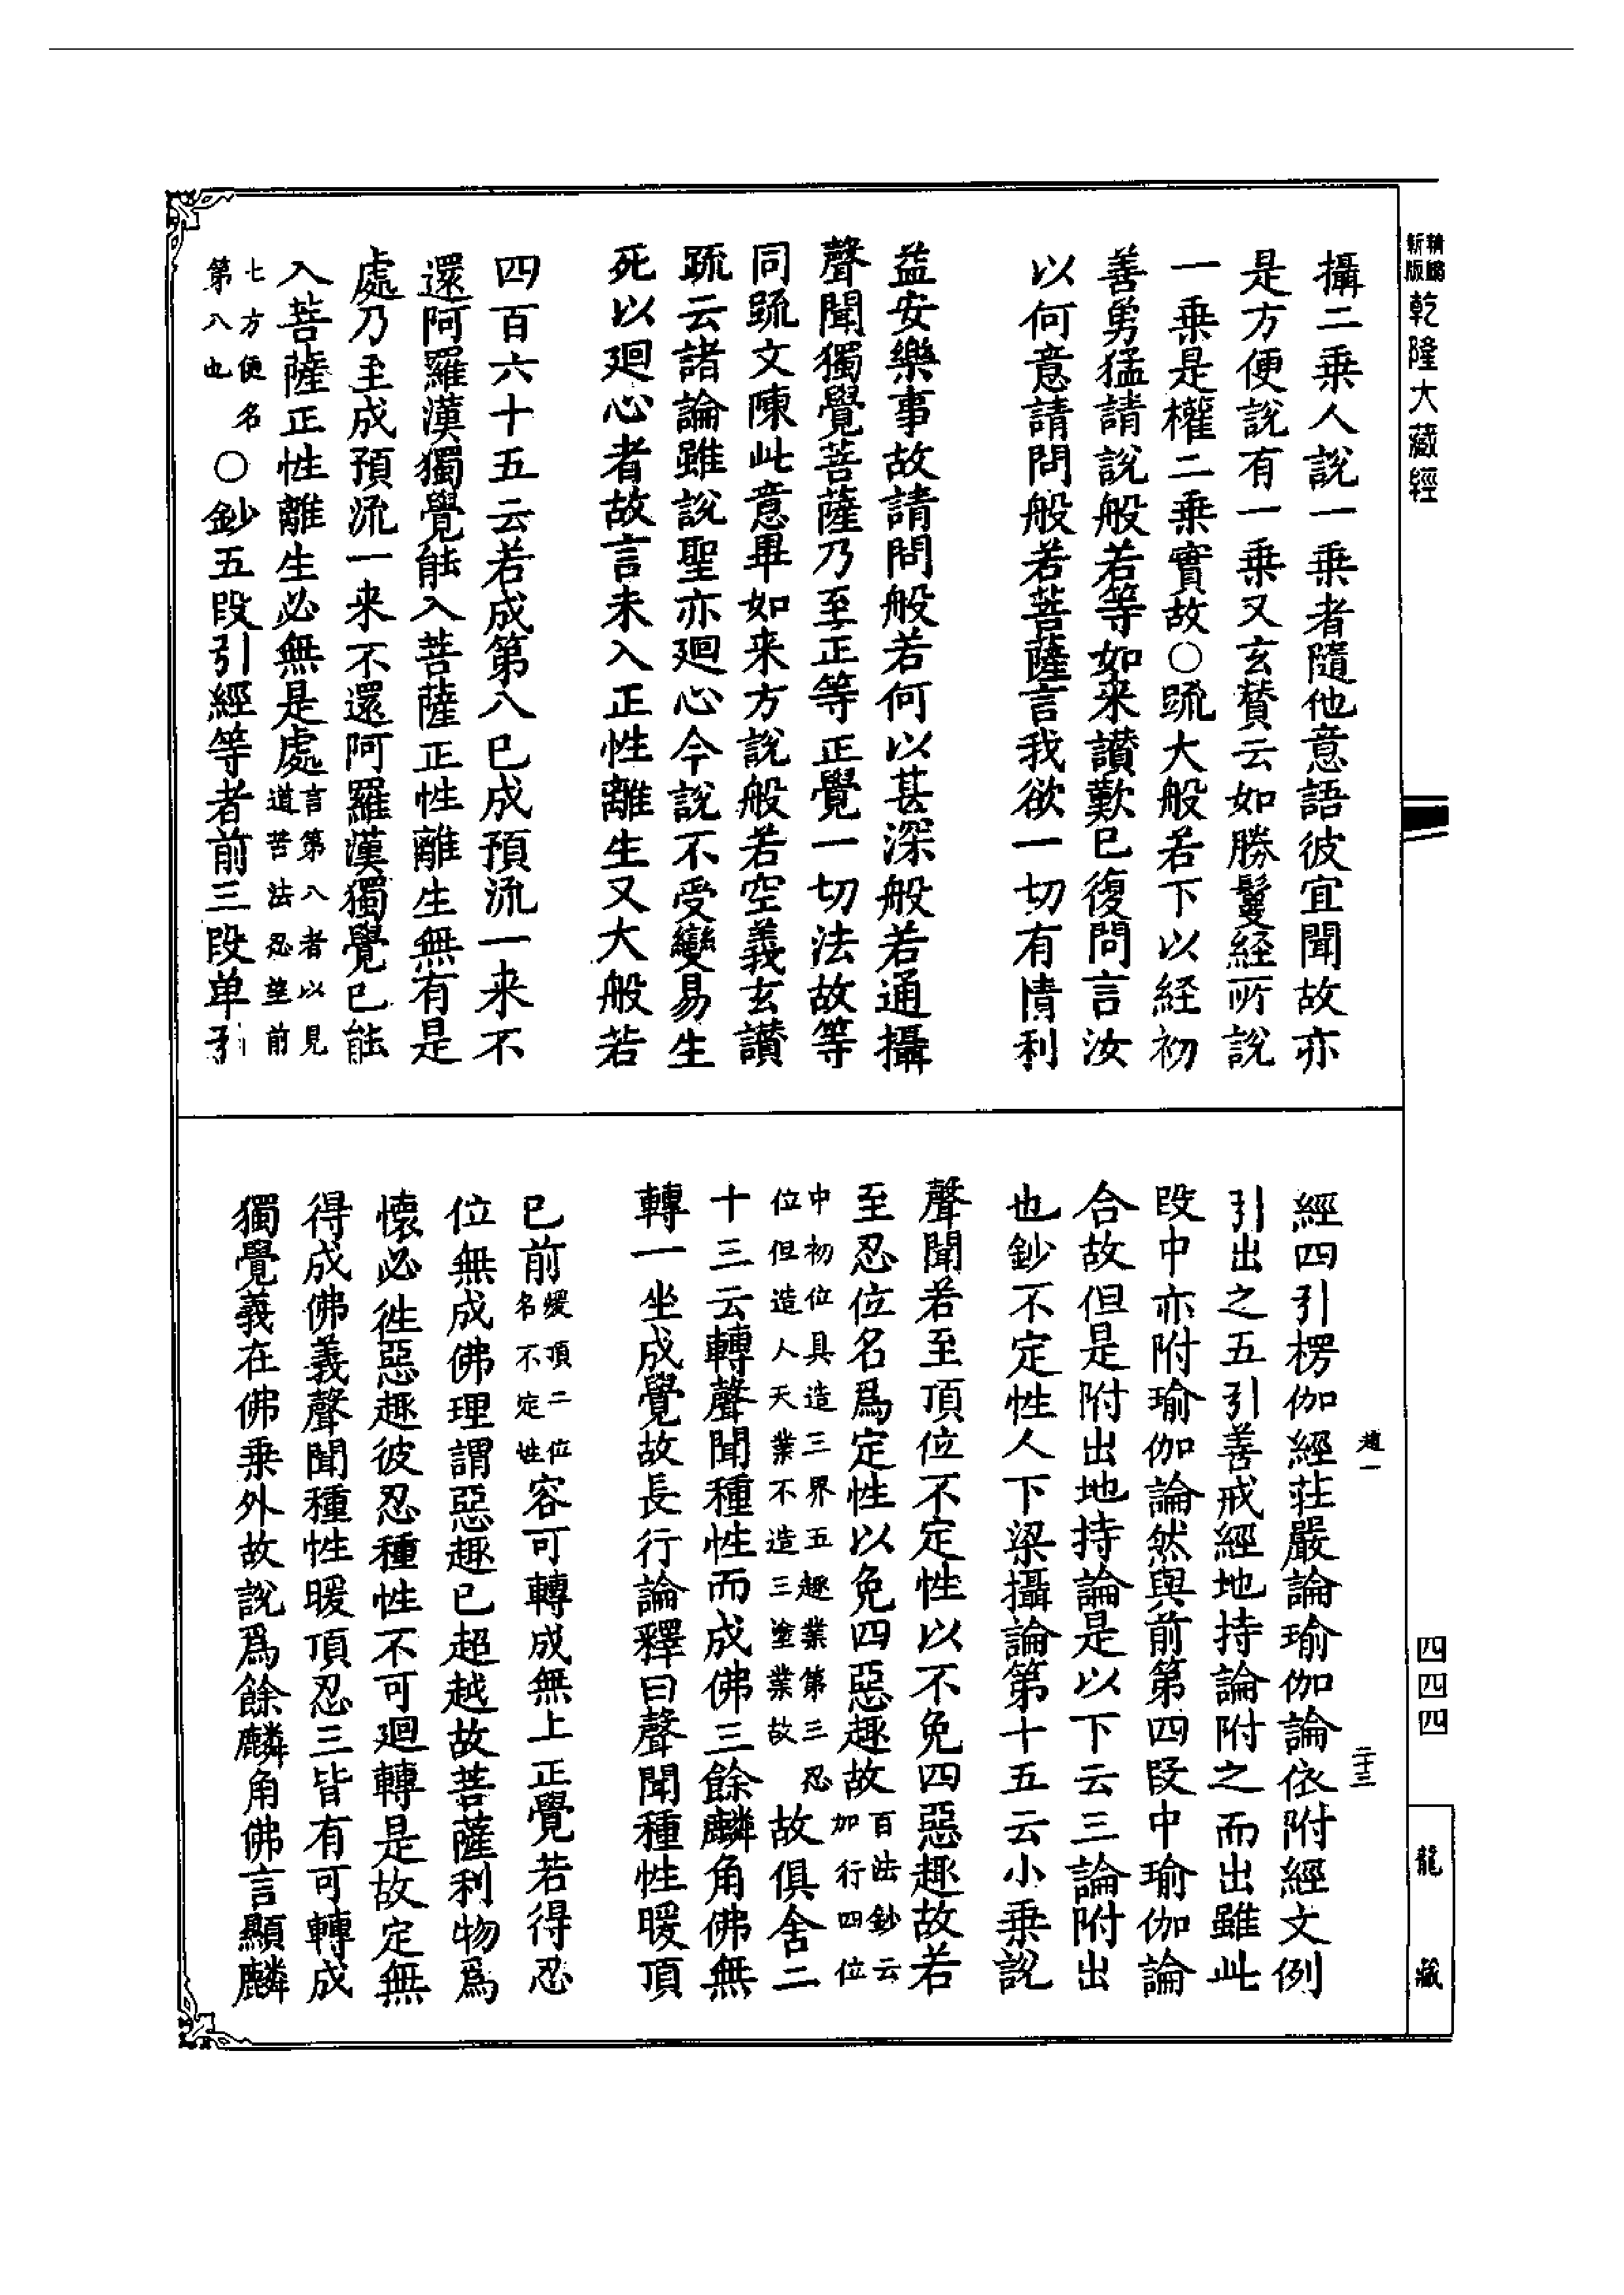 新版精縮
乾隆大藏經
攝二乗人說一乗者隨他意語彼宜聞故亦
是方便說有一乗又玄賛云如勝鬘経所說
一乗是權二乗實故○䟽大般若下以経初
善勇猛請說般若等如来讃歎已復問言汝
以何意請問般若菩薩言我欲一切有情利
益安樂事故請問般若何以甚深般若通攝
聲聞獨覺菩薩乃至正等正覺一切法故等
同䟽文陳此意畢如来方說般若空義玄讃
䟽云諸論雖說聖亦廻心今說不受變易生
死以廻心者故言未入正性離生又大般若
四百六十五云若成第八已成預流一来不
還阿羅漢獨覺能入菩薩正性離生無有是
處乃至成預流一来不還阿羅漢獨覺已能
入菩薩正性離生必無是處言第八者以見道苦法忍望前
七方便名第八也○鈔五段引經等者前三段单引
經四引楞伽經莊嚴論瑜伽論依附經文例
引出之五引善戒經地持論附之而出雖此
段中亦附瑜伽論然與前第四段中瑜伽論
合故但是附出地持論是以下云三論附出
也鈔不定性人下梁攝論第十五云小乗說
聲聞若至頂位不定性以不免四惡趣故若
至忍位名爲定性以免四惡趣故百法鈔云加行四位
中初位具造三界五趣業第三忍位但造人天業不造三塗業故故俱舍二
十三云轉聲聞種性而成佛三餘麟角佛無
轉一坐成覺故長行論釋曰聲聞種性暖頂
已前煖頂二位名不定性容可轉成無上正覺若得忍
位無成佛理謂惡趣已超越故菩薩利物爲
懷必徃惡趣彼忍種性不可廻轉是故定無
得成佛義聲聞種性暖頂忍三皆有可轉成
獨覺義在佛乗外故說爲餘麟角佛言顯麟
趙一
二十三
四四四
龍藏